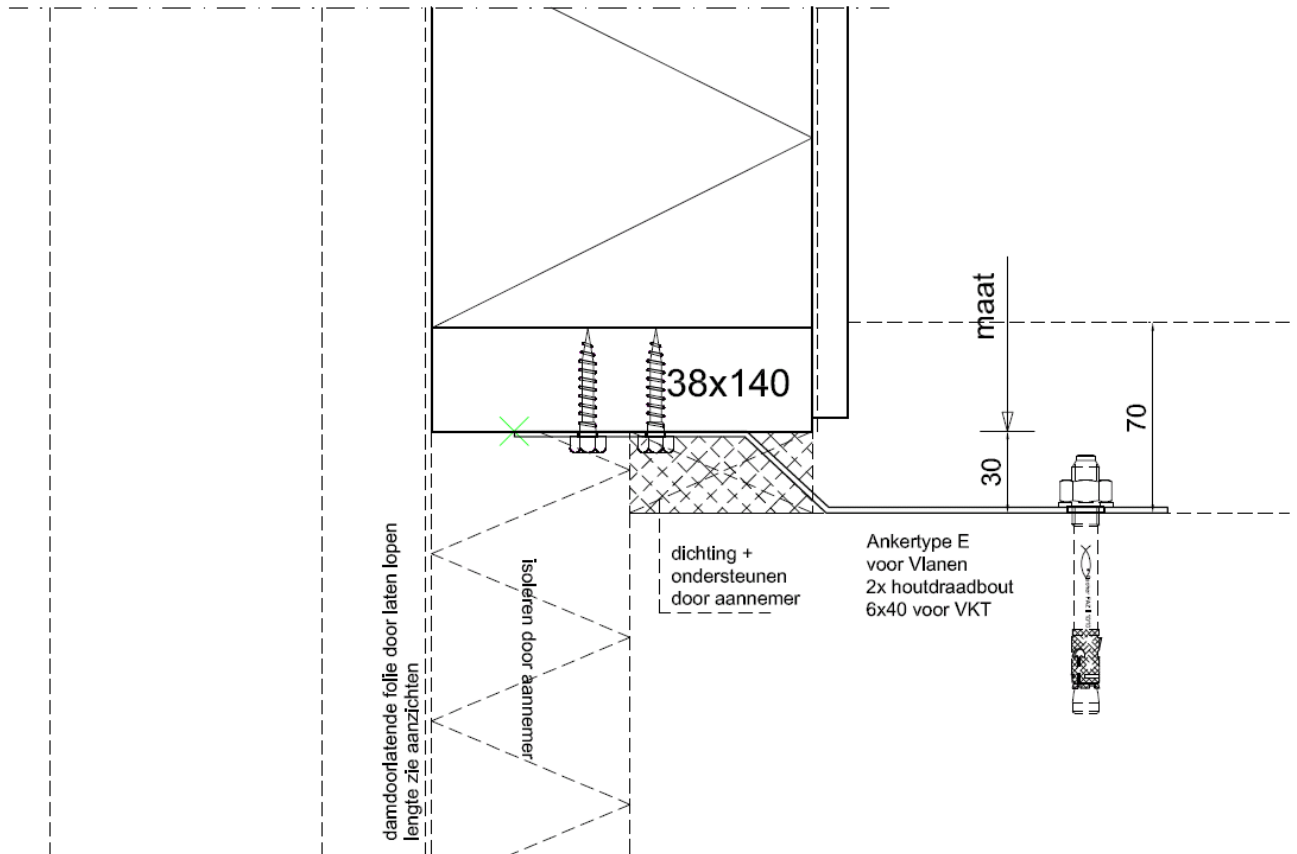 maat
38x140
70
30
dichting +
ondersteunen
door aannemer
Ankertype E
voor Vlanen
2x houtdraadbout
6x40 voor VKT
isoleren door aannemer
damdoorlatende folie door laten lopen
lengte zie aanzichten